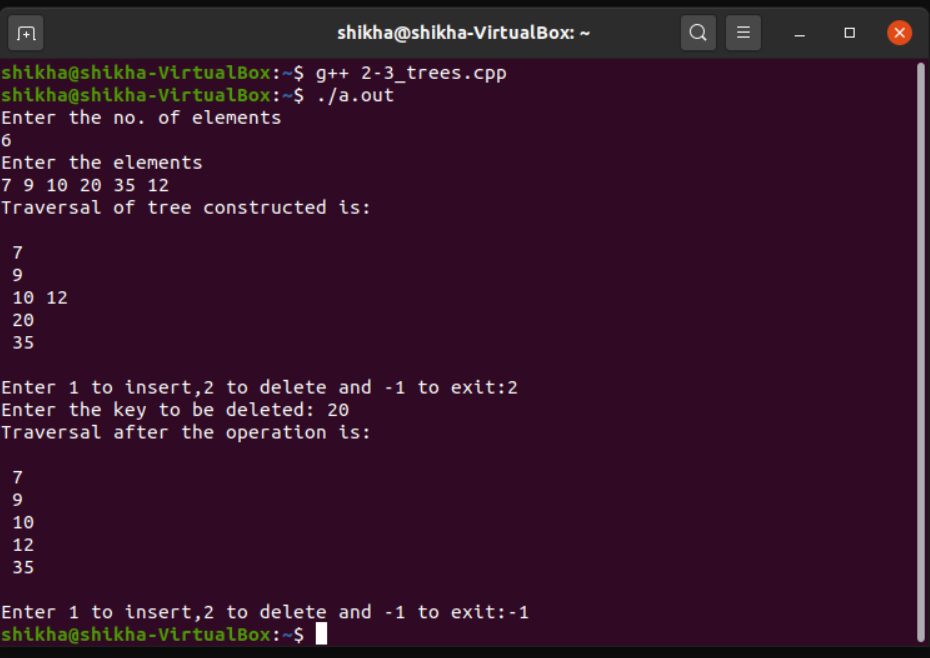 shikha@shikha-VirtualBox: ~
shikha@shikha-VirtualBox:~$ g++ 2-3_trees.cpp
shikha@shikha-VirtualBox:~$ ./a.out
Enter the no. of elements
6
Enter the elements
7 9 10 20 35 12
Traversal of tree constructed is:
7
9
10 12
20
35
Enter 1 to insert,2 to delete and -1 to exit:2
Enter the key to be deleted: 20
Traversal after the operation is:
7
9
10
12
35
Enter 1 to insert,2 to delete and -1 to exit:-1
shikha@shikha-VirtualBox:~$